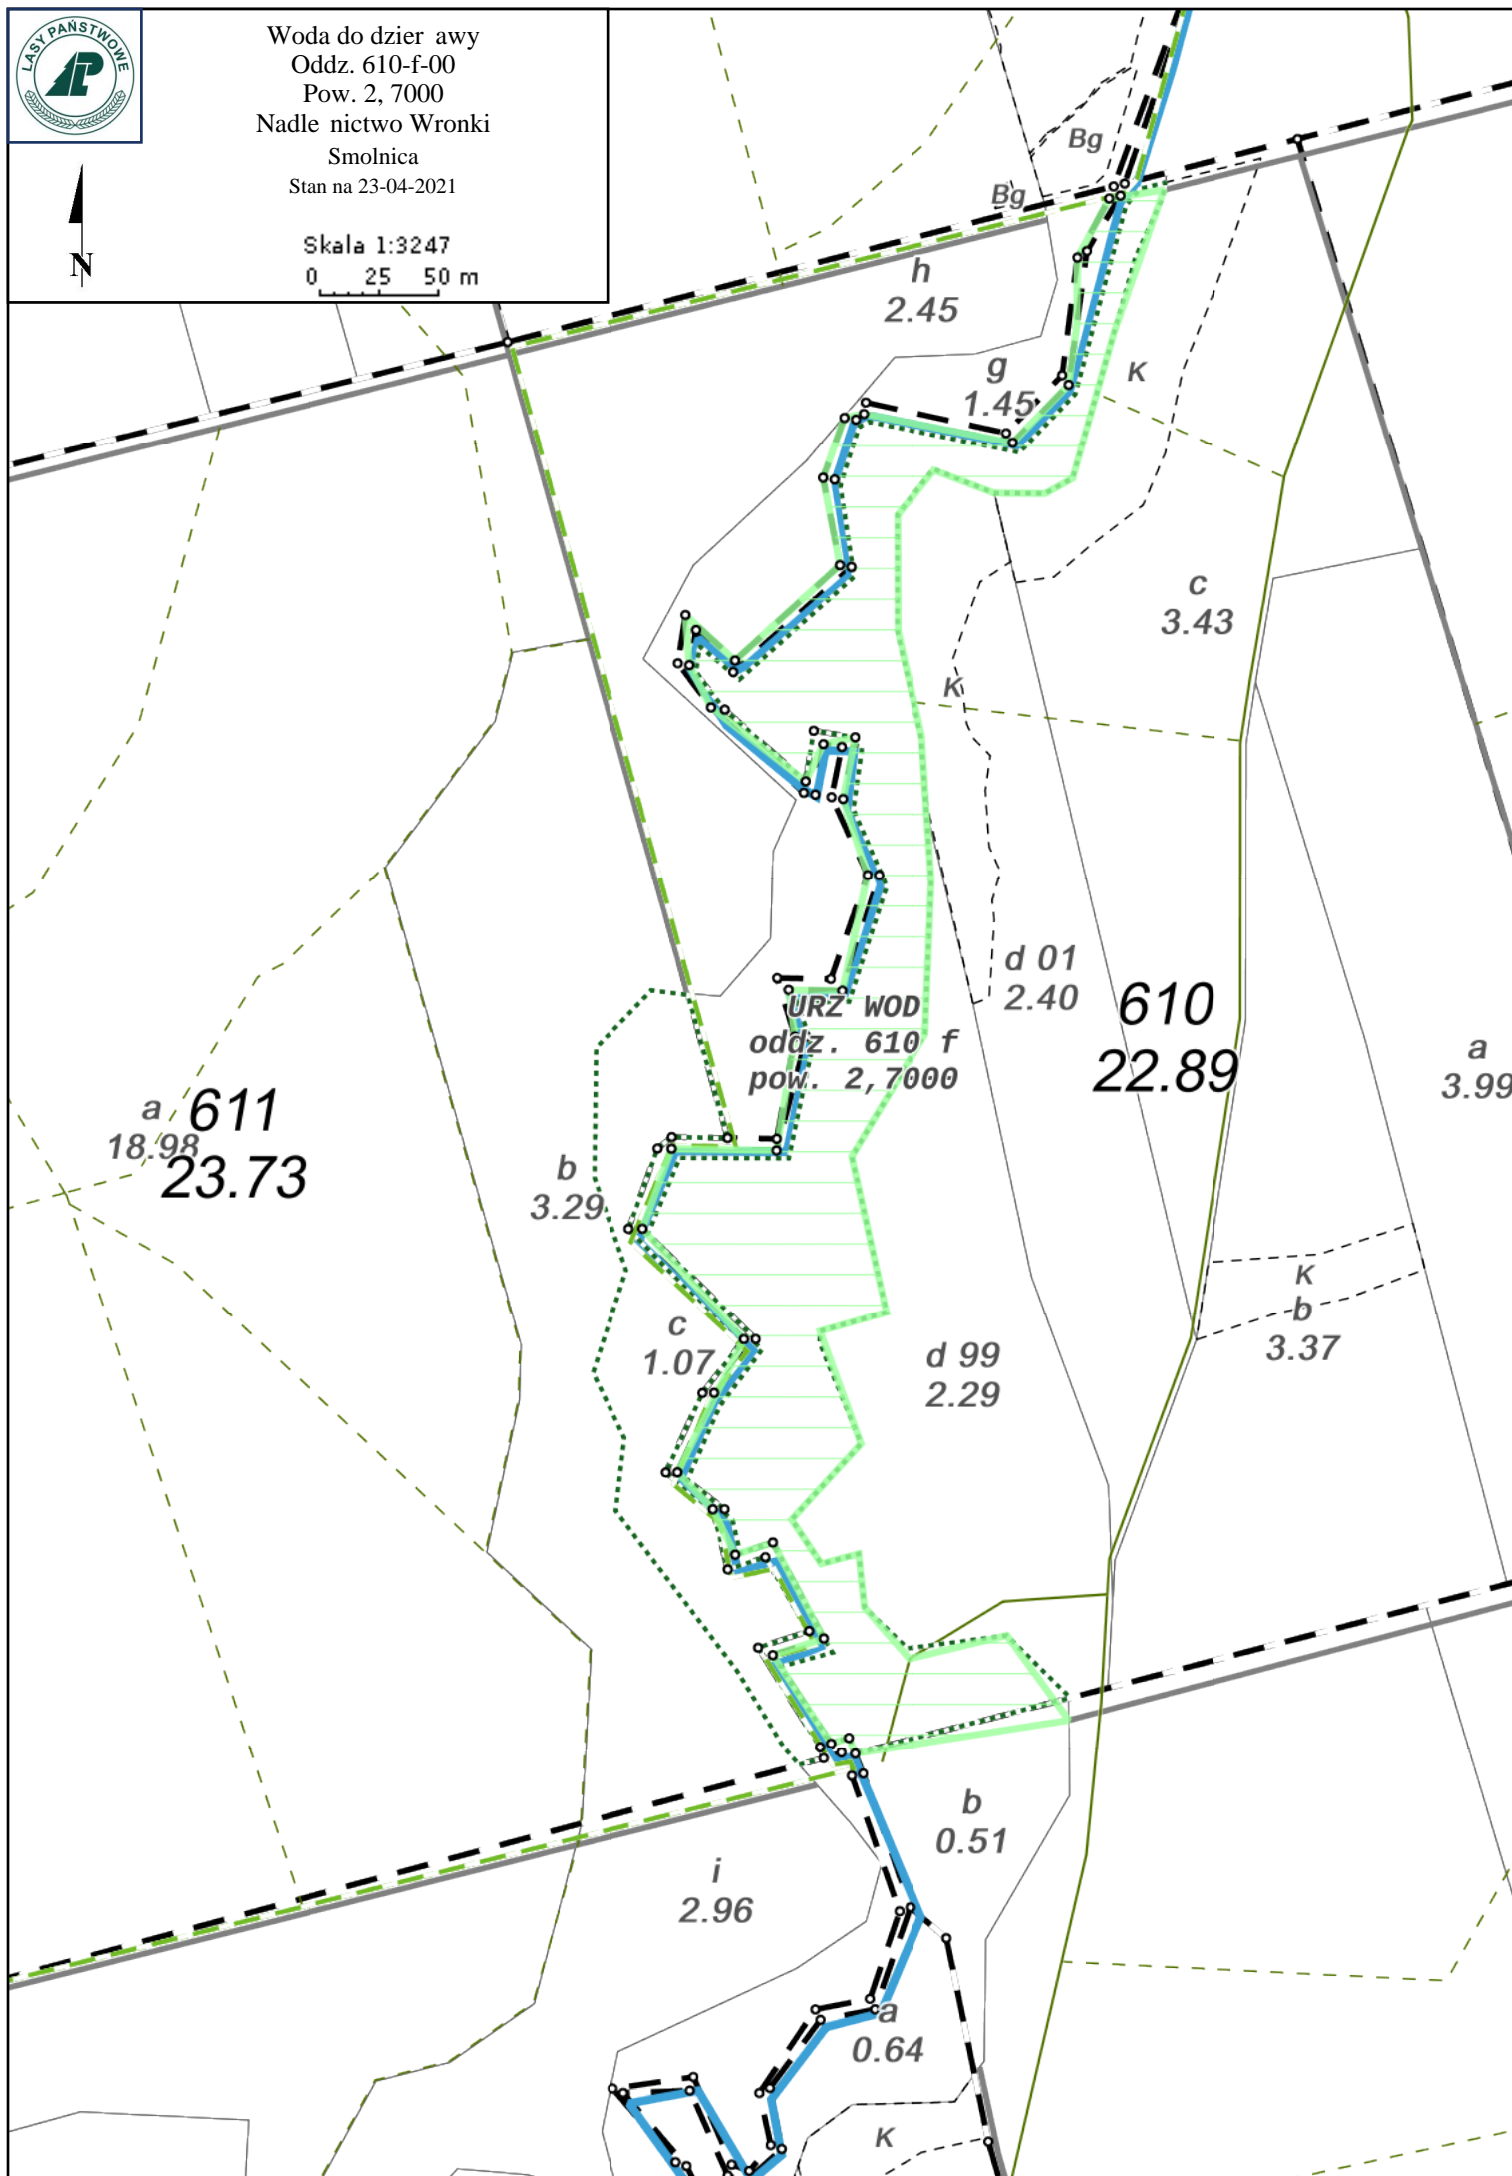 LASY PAŃSTWOWE
Woda do dzier awy
Oddz. 610-f-00
Pow. 2, 7000
Nadle nictwo Wronki
Smolnica
Stan na 23-04-2021
N
Skala 1:3247
0 25 50 m
Bg
Bg
h
2.45
g
1.45
K
c
3.43
K
d 01
2.40
610
22.89
URZ WOD
oddz. 610 f
pow. 2,7000
a
3.99
a
18.98
611
23.73
b
3.29
c
1.07
d 99
2.29
K
b
3.37
b
0.51
i
2.96
a
0.64
K